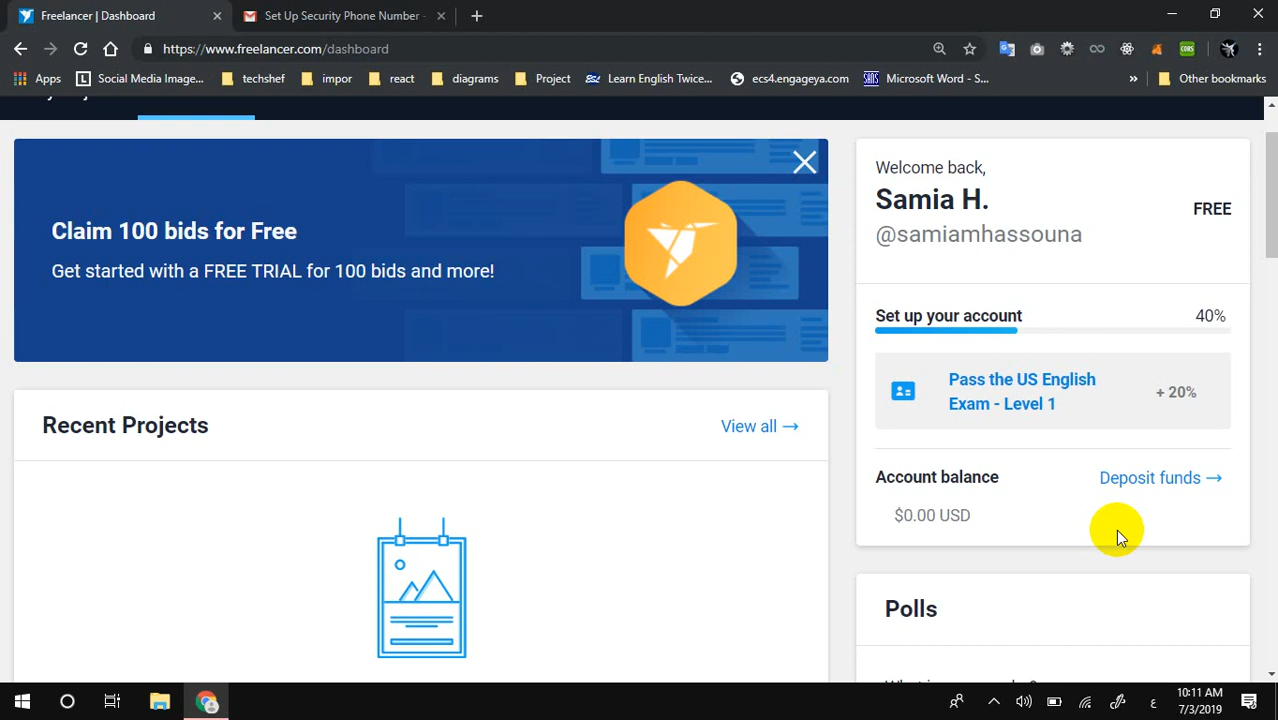 Freelancer | Dashboard
Set Up Security Phone Number -
https://www.freelancer.com/dashboard
Apps
Social Media Image...
techshef
impor
react
diagrams
Project
Learn English Twice...
ecs4.engageya.com
Microsoft Word - S...
»
Other bookmarks
CORS
Claim 100 bids for Free
Get started with a FREE TRIAL for 100 bids and more!
Welcome back,
Samia H.
FREE
@samiamhassouna
Set up your account 40%
Pass the US English
Exam - Level 1
+ 20%
Recent Projects
View all →
Account balance
Deposit funds →
$0.00 USD
Polls
ع
10:11 AM
7/3/2019